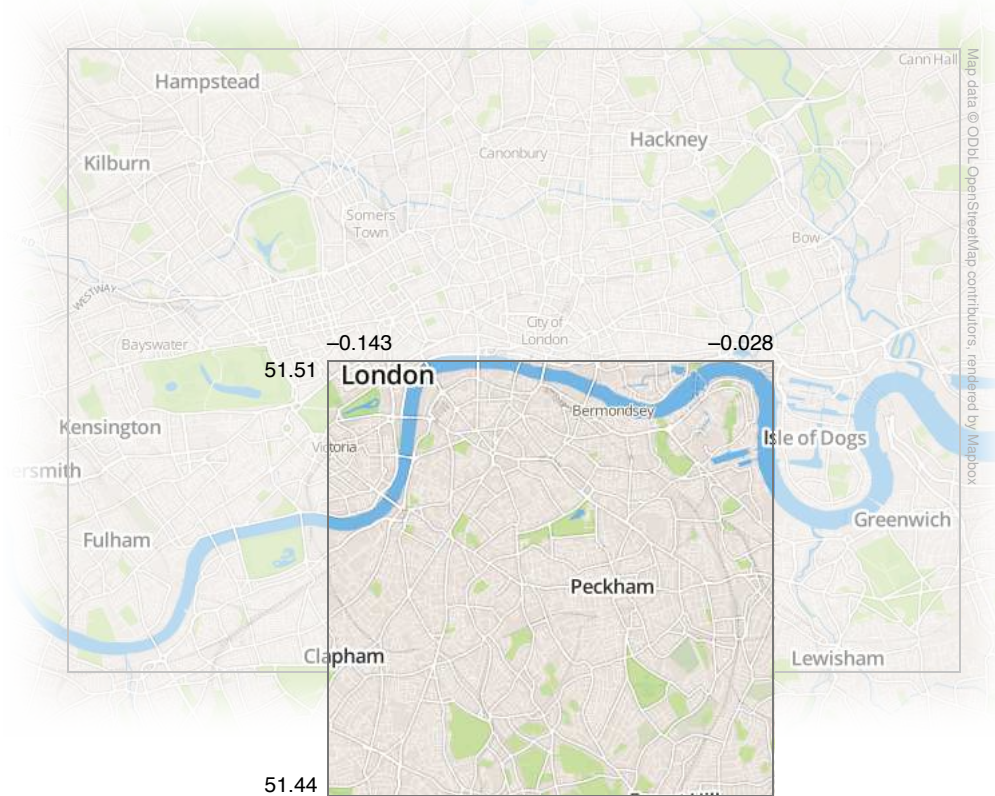 Cann Hall
Hampstead
Hackney
Canonbury
Kilburn
Somers
Town
Bow
WESTWAY
City of
London
Bayswater
–0.143
–0.028
51.51
London
Bermondsey
Kensington
Victoria
Isle of Dogs
ersmith
Greenwich
Fulham
Peckham
Clapham
Lewisham
51.44
Map data © ODbL OpenStreetMap contributors, rendered by Mapbox